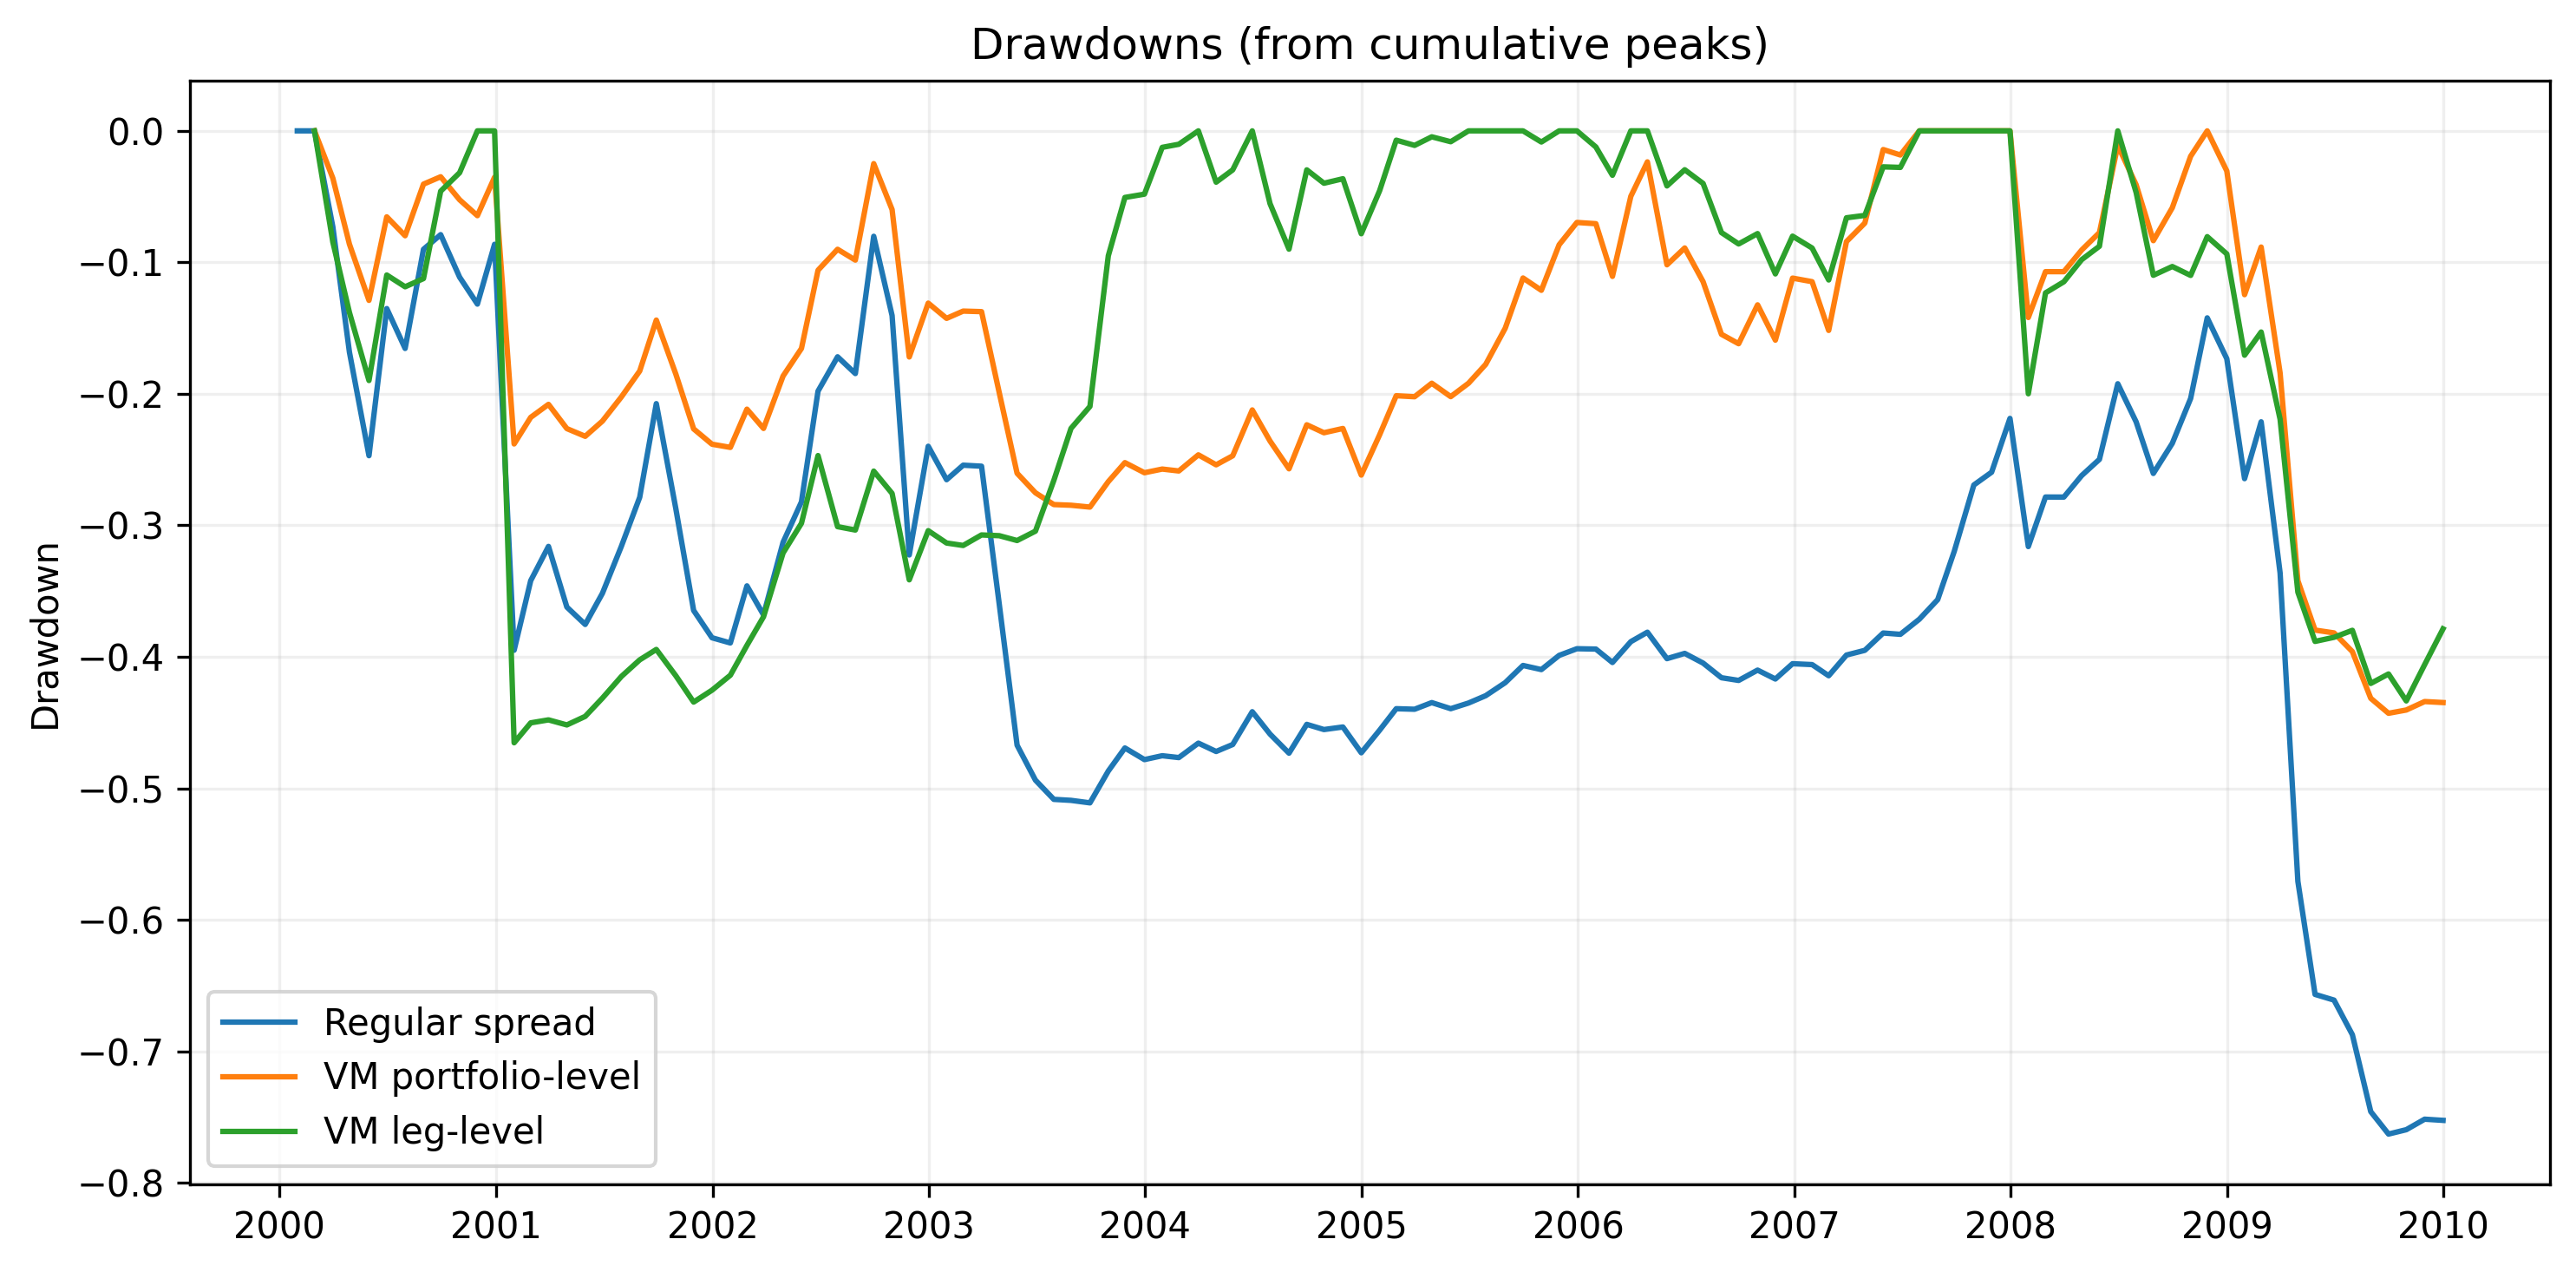 Drawdowns (from cumulative peaks)
Drawdown
0.0
−0.1
−0.2
−0.3
−0.4
−0.5
−0.6
−0.7
−0.8
Regular spread
VM portfolio-level
VM leg-level
2000 2001 2002 2003 2004 2005 2006 2007 2008 2009 2010